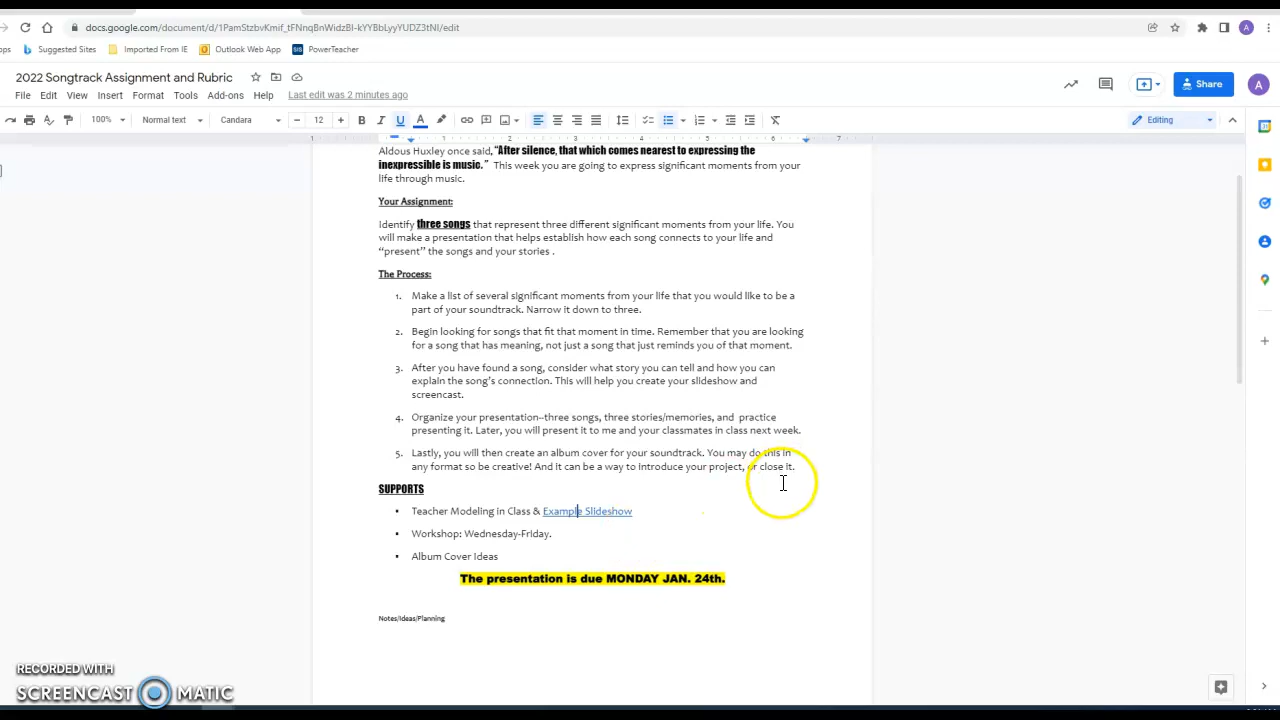 docs.google.com/document/d/1PamStzbvKmif_tFNnqBnWidzBI-kYYBbLyyYUDZ3tNI/edit
Suggested Sites Imported From IE Outlook Web App SIS PowerTeacher
2022 Songtrack Assignment and Rubric
File Edit View Insert Format Tools Add-ons Help Last edit was 2 minutes ago
Share
A
100% Normal text Candara 12 Editing
1 1 2 3 4 5 6 7
Aldous Huxley once said, “After silence, that which comes nearest to expressing the
inexpressible is music.” This week you are going to express significant moments from your
life through music.
Your Assignment:
Identify three songs that represent three different significant moments from your life. You
will make a presentation that helps establish how each song connects to your life and
“present” the songs and your stories .
The Process:
1. Make a list of several significant moments from your life that you would like to be a
part of your soundtrack. Narrow it down to three.
2. Begin looking for songs that fit that moment in time. Remember that you are looking
for a song that has meaning, not just a song that just reminds you of that moment.
3. After you have found a song, consider what story you can tell and how you can
explain the song’s connection. This will help you create your slideshow and
screencast.
4. Organize your presentation--three songs, three stories/memories, and practice
presenting it. Later, you will present it to me and your classmates in class next week.
5. Lastly, you will then create an album cover for your soundtrack. You may do this in
any format so be creative! And it can be a way to introduce your project, or close it.
SUPPORTS
▪ Teacher Modeling in Class & Example Slideshow
▪ Workshop: Wednesday-Friday.
▪ Album Cover Ideas
The presentation is due MONDAY JAN. 24th.
Notes/Ideas/Planning
RECORDED WITH
SCREENCAST MATIC